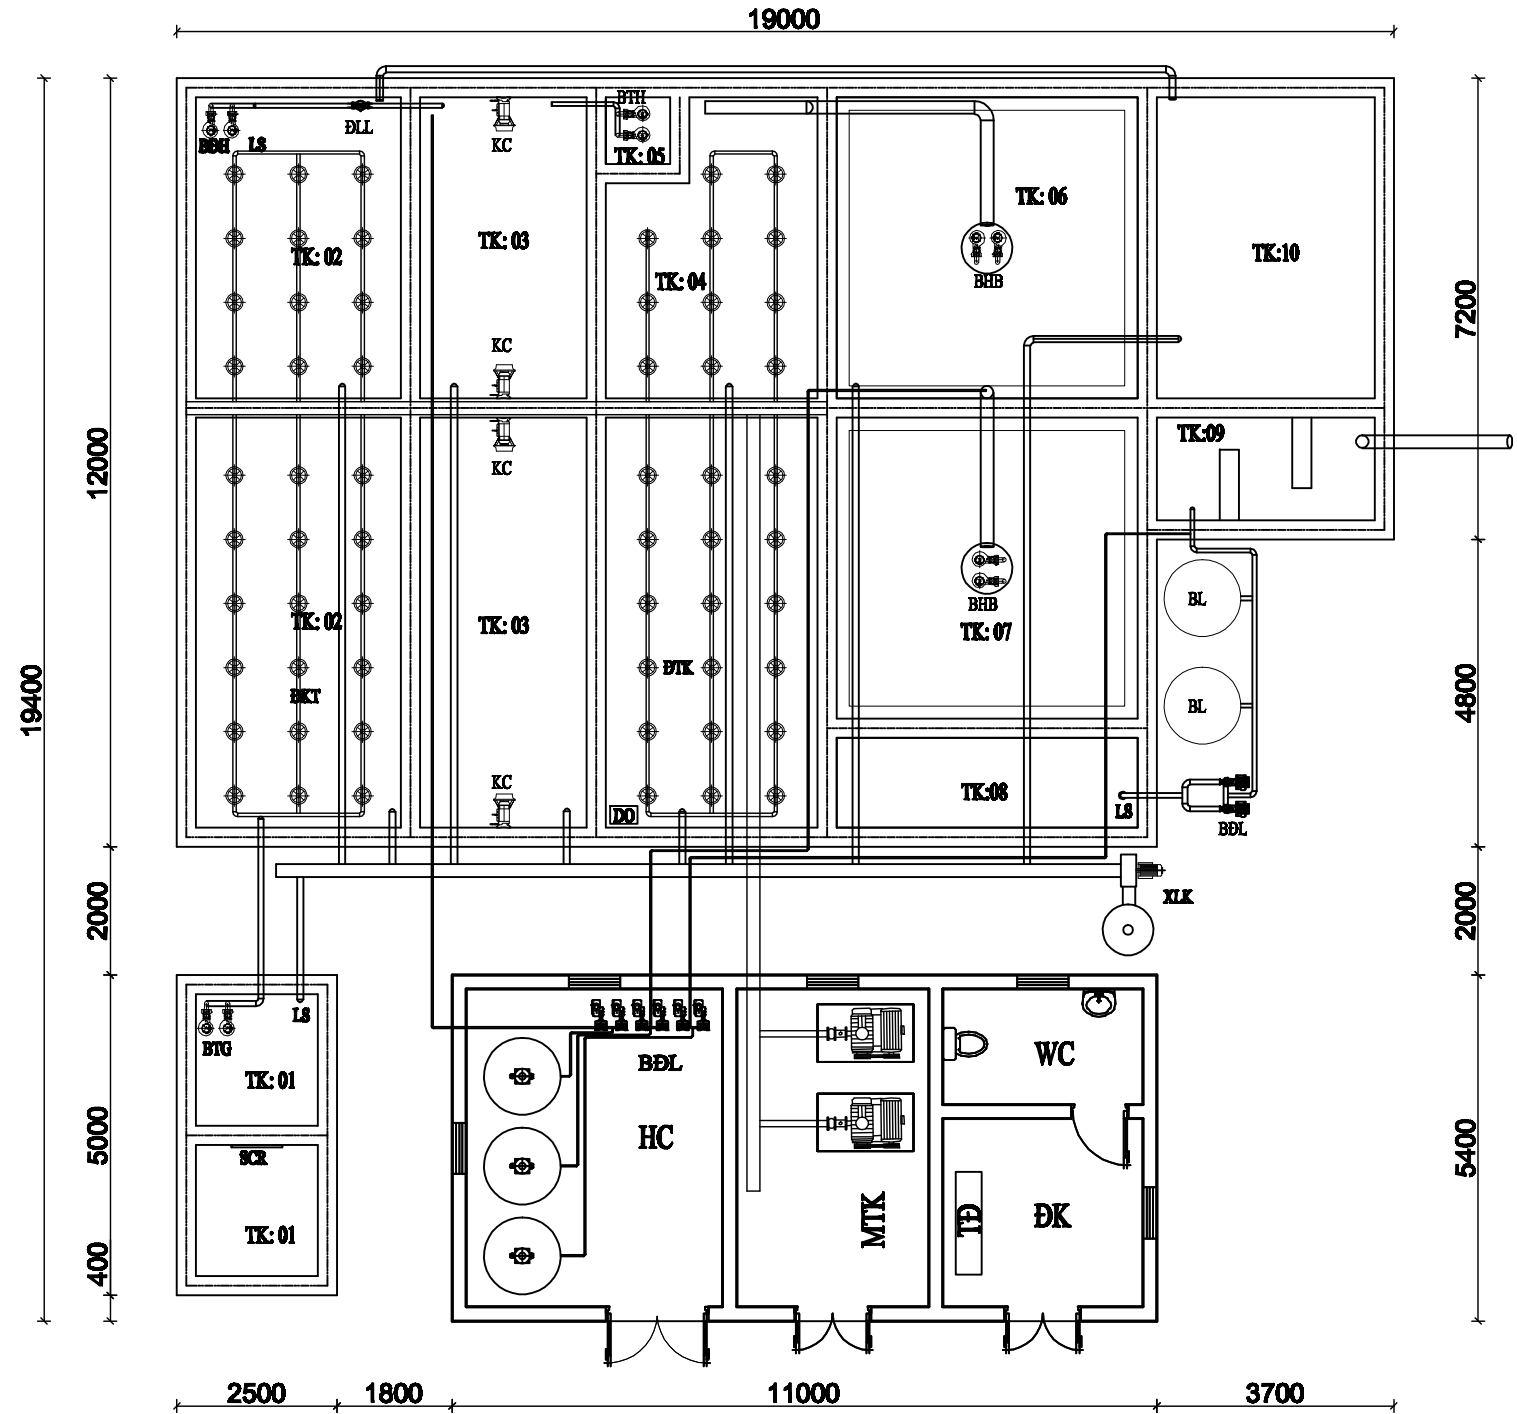 19000
BTH
ĐLL
BĐH
LS
KC
TK: 05
TK: 06
TK: 03
TK:10
TK: 02
TK: 04
BHB
7200
KC
TK:09
KC
12000
BL
BHB
TK: 02
TK: 03
TK: 07
ĐTK
19400
4800
ĐKT
BL
KC
TK:08
DO
LS
BĐL
XLK
2000
2000
LS
BTG
WC
BĐL
TK: 01
HC
5000
5400
SCR
MTK
TĐ
ĐK
TK: 01
400
2500
1800
11000
3700